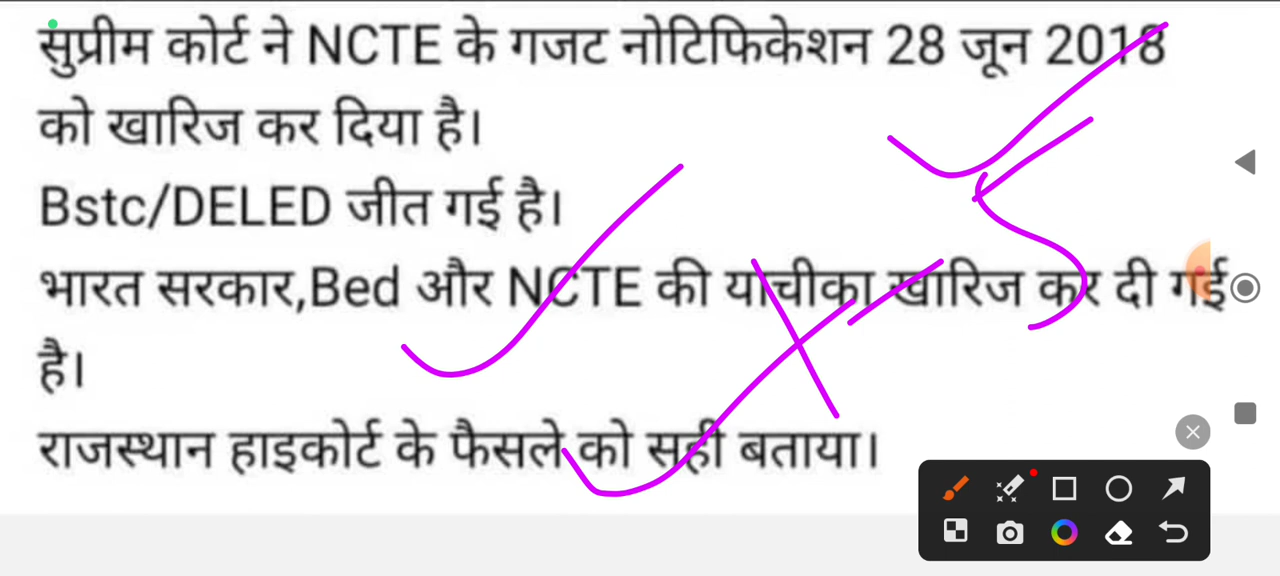 सुप्रीम कोर्ट ने NCTE के गजट नोटिफिकेशन 28 जून 2018
को खारिज कर दिया है।
Bstc/DELED जीत गई है।
भारत सरकार,Bed और NCTE की याचीका खारिज कर दी गई
है।
राजस्थान हाइकोर्ट के फैसले को सही बताया।